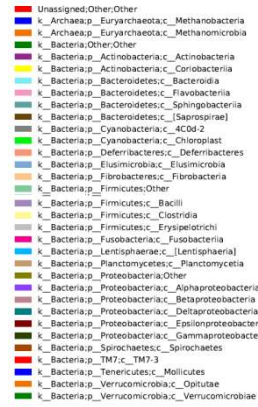 Unassigned;Other;Other
k__Archaea;p__Euryarchaeota;c__Methanobacteria
k__Archaea;p__Euryarchaeota;c__Methanomicrobia
k__Bacteria;Other;Other
k__Bacteria;p__Actinobacteria;c__Actinobacteria
k__Bacteria;p__Actinobacteria;c__Coriobacteriia
k__Bacteria;p__Bacteroidetes;c__Bacteroidia
k__Bacteria;p__Bacteroidetes;c__Flavobacteriia
k__Bacteria;p__Bacteroidetes;c__Sphingobacteriia
k__Bacteria;p__Bacteroidetes;c__[Saprospirae]
k__Bacteria;p__Cyanobacteria;c__4C0d-2
k__Bacteria;p__Cyanobacteria;c__Chloroplast
k__Bacteria;p__Deferribacteres;c__Deferribacteres
k__Bacteria;p__Elusimicrobia;c__Elusimicrobia
k__Bacteria;p__Fibrobacteres;c__Fibrobacteria
k__Bacteria;p__Firmicutes;Other
k__Bacteria;p__Firmicutes;c__Bacilli
k__Bacteria;p__Firmicutes;c__Clostridia
k__Bacteria;p__Firmicutes;c__Erysipelotrichi
k__Bacteria;p__Fusobacteria;c__Fusobacteriia
k__Bacteria;p__Lentisphaerae;c__[Lentisphaeria]
k__Bacteria;p__Planctomycetes;c__Planctomycetia
k__Bacteria;p__Proteobacteria;Other
k__Bacteria;p__Proteobacteria;c__Alphaproteobacteria
k__Bacteria;p__Proteobacteria;c__Betaproteobacteria
k__Bacteria;p__Proteobacteria;c__Deltaproteobacteria
k__Bacteria;p__Proteobacteria;c__Epsilonproteobacter
k__Bacteria;p__Proteobacteria;c__Gammaproteobacte
k__Bacteria;p__Spirochaetes;c__Spirochaetes
k__Bacteria;p__TM7;c__TM7-3
k__Bacteria;p__Tenericutes;c__Mollicutes
k__Bacteria;p__Verrucomicrobia;c__Opitutae
k__Bacteria;p__Verrucomicrobia;c__Verrucomicrobiae